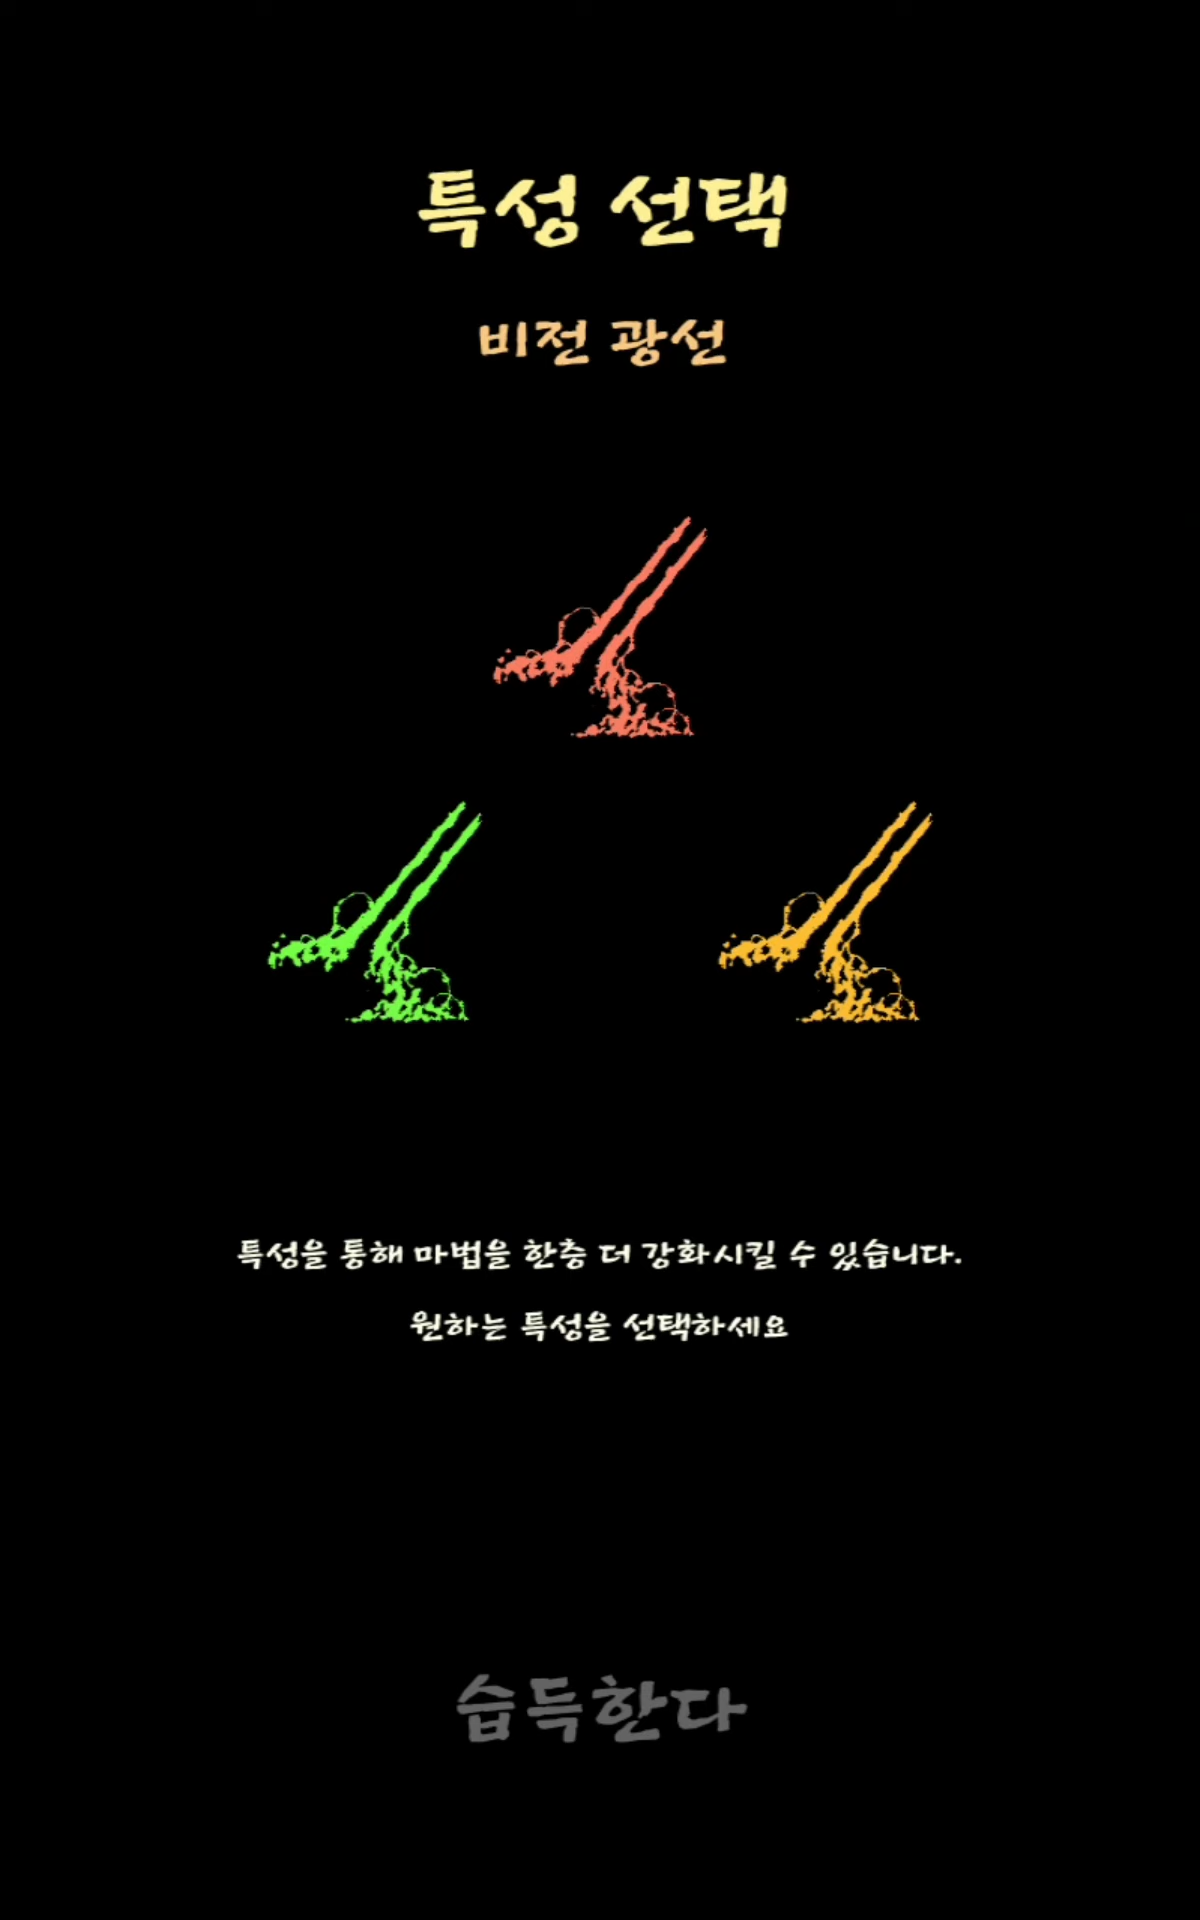 특성 선택
비전 광선
특성을 통해 마법을 한층 더 강화시킬 수 있습니다.
원하는 특성을 선택하세요
습득한다